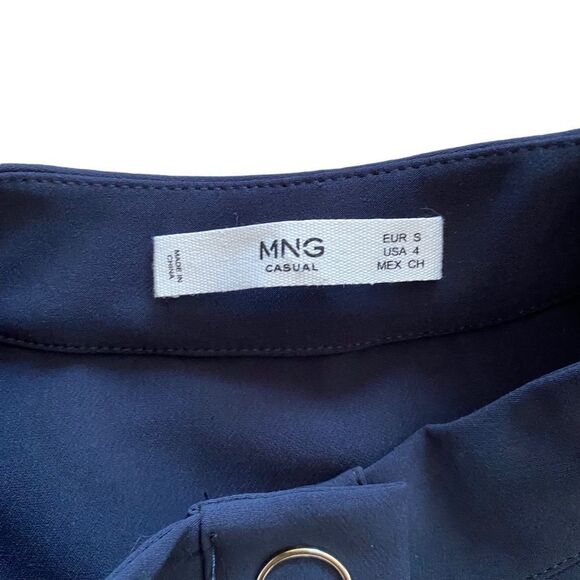 MADE IN
CHINA
MNG
CASUAL
EUR S
USA 4
MEX CH